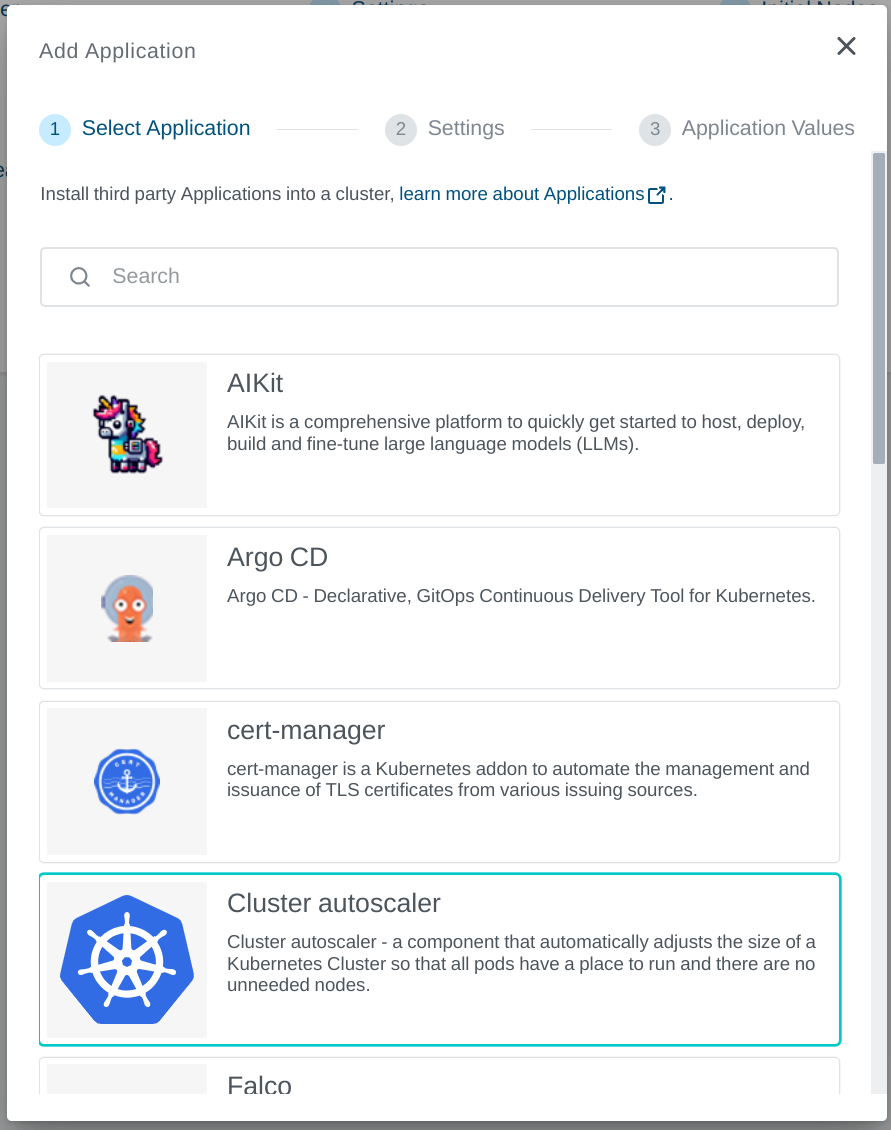 Add Application
1 Select Application 2 Settings 3 Application Values
Install third party Applications into a cluster, learn more about Applications.
Search
AIKit
AIKit is a comprehensive platform to quickly get started to host, deploy,
build and fine-tune large language models (LLMs).
Argo CD
Argo CD - Declarative, GitOps Continuous Delivery Tool for Kubernetes.
CERT
MANAGER
cert-manager
cert-manager is a Kubernetes addon to automate the management and
issuance of TLS certificates from various issuing sources.
Cluster autoscaler
Cluster autoscaler - a component that automatically adjusts the size of a
Kubernetes Cluster so that all pods have a place to run and there are no
unneeded nodes.
Falco